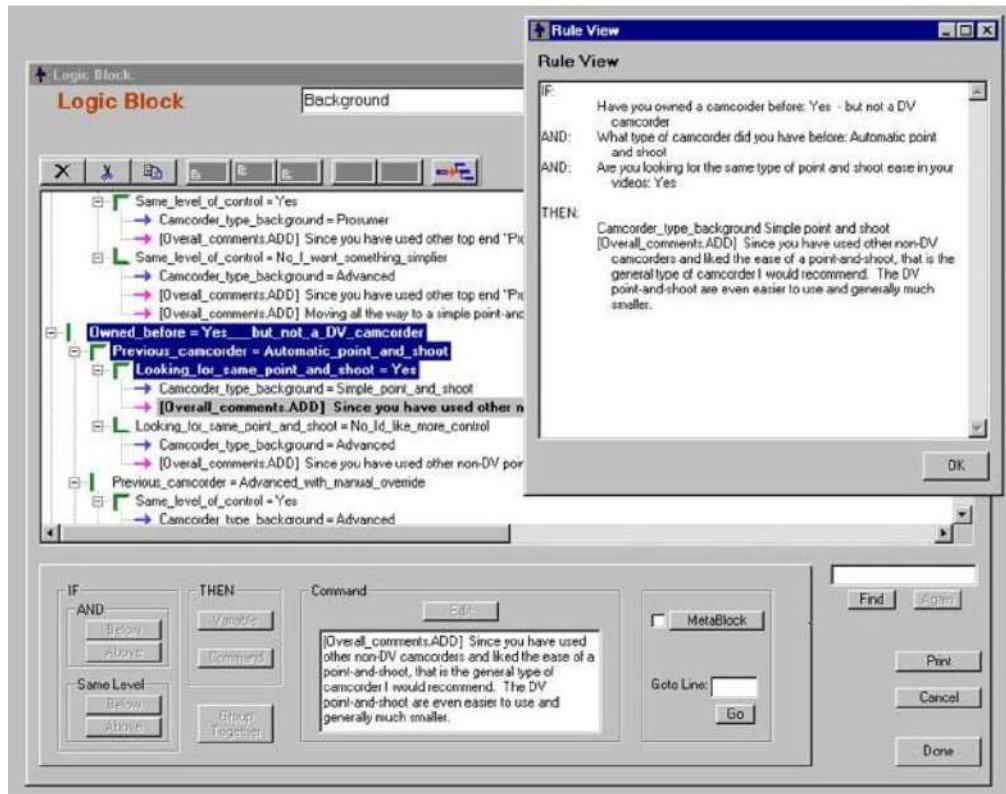 Rule View
Rule View
IF:
Have you owned a camcorder before: Yes - but not a DV
camcorder
AND: What type of camcorder did you have before: Automatic point
and shoot
AND: Are you looking for the same type of point and shoot ease in your
videos: Yes
THEN:
Camcorder_type_background Simple point and shoot
[Overall_comments.ADD] Since you have used other non-DV
camcorders and liked the ease of a point-and-shoot, that is the
general type of camcorder I would recommend. The DV
point-and-shoot are even easier to use and generally much
smaller.
OK
Logic Block
Logic Block
Background
Same_level_of_control = Yes
Camcorder_type_background = Prosumer
[Overall_comments.ADD] Since you have used other top end "Pro
Same_level_of_control = No_I_want_something_simplier
Camcorder_type_background = Advanced
[Overall_comments.ADD] Since you have used other top end "Pro
[Overall_comments.ADD] Moving all the way to a simple point-and
Owned_before = Yes___but_not_a_DV_camcorder
Previous_camcorder = Automatic_point_and_shoot
Looking_for_same_point_and_shoot = Yes
Camcorder_type_background = Simple_point_and_shoot
[Overall_comments.ADD] Since you have used other n
Looking_for_same_point_and_shoot = No_Id_like_more_control
Camcorder_type_background = Advanced
[Overall_comments.ADD] Since you have used other non-DV poin
Previous_camcorder = Advanced_with_manual_override
Same_level_of_control = Yes
Camcorder_type_background = Advanced
IF
AND
Below
Above
Same Level
Below
Above
THEN
Variable
Command
Group
Together
Command
Edit
[Overall_comments.ADD] Since you have used
other non-DV camcorders and liked the ease of a
point-and-shoot, that is the general type of
camcorder I would recommend. The DV
point-and-shoot are even easier to use and
generally much smaller.
MetaBlock
Goto Line:
Go
Find
Again
Print
Cancel
Done